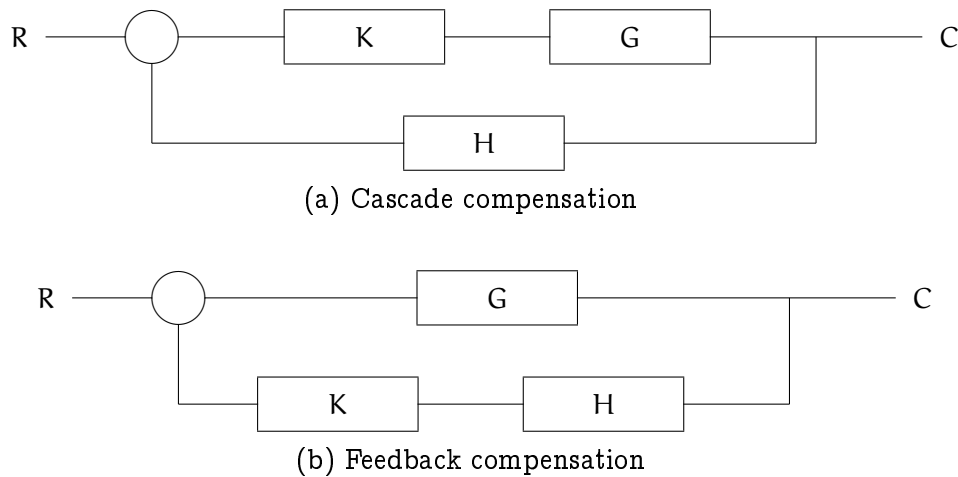 R K G C
H
(a) Cascade compensation
R G C
K H
(b) Feedback compensation